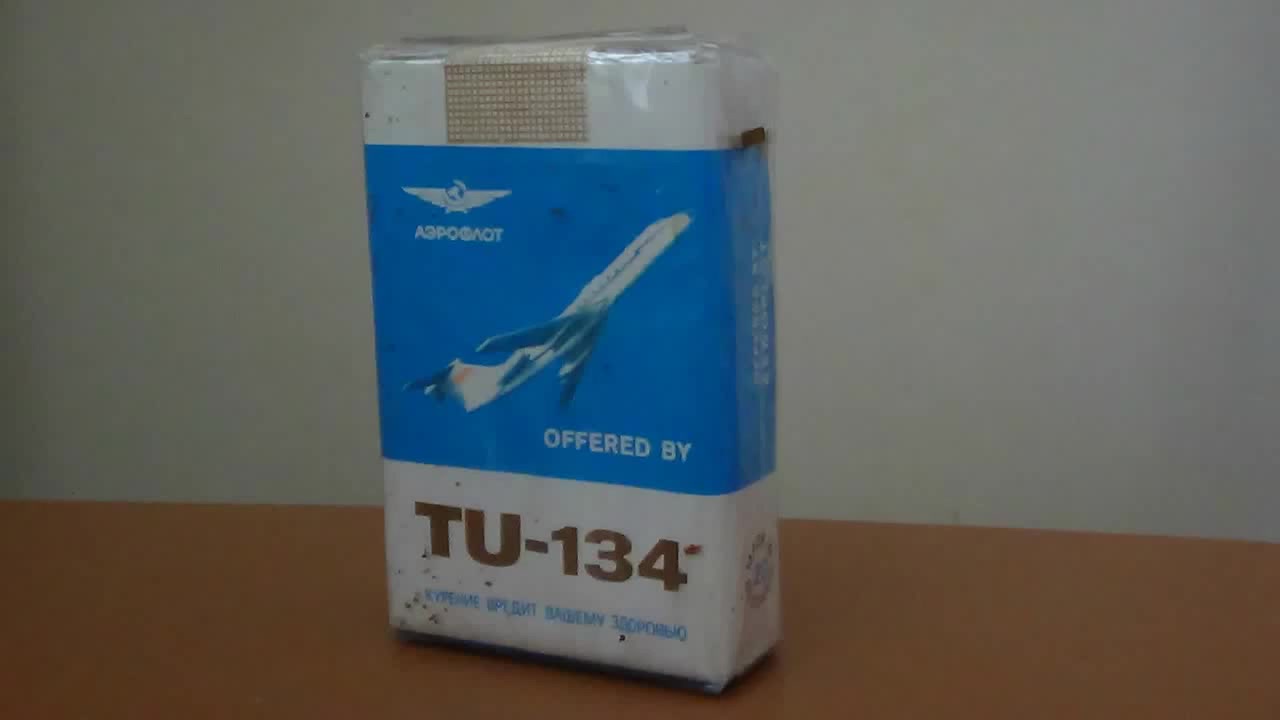 АЭРОФЛОТ
OFFERED BY
TU-134
КУРЕНИЕ ВРЕДИТ ВАШЕМУ ЗДОРОВЬЮ